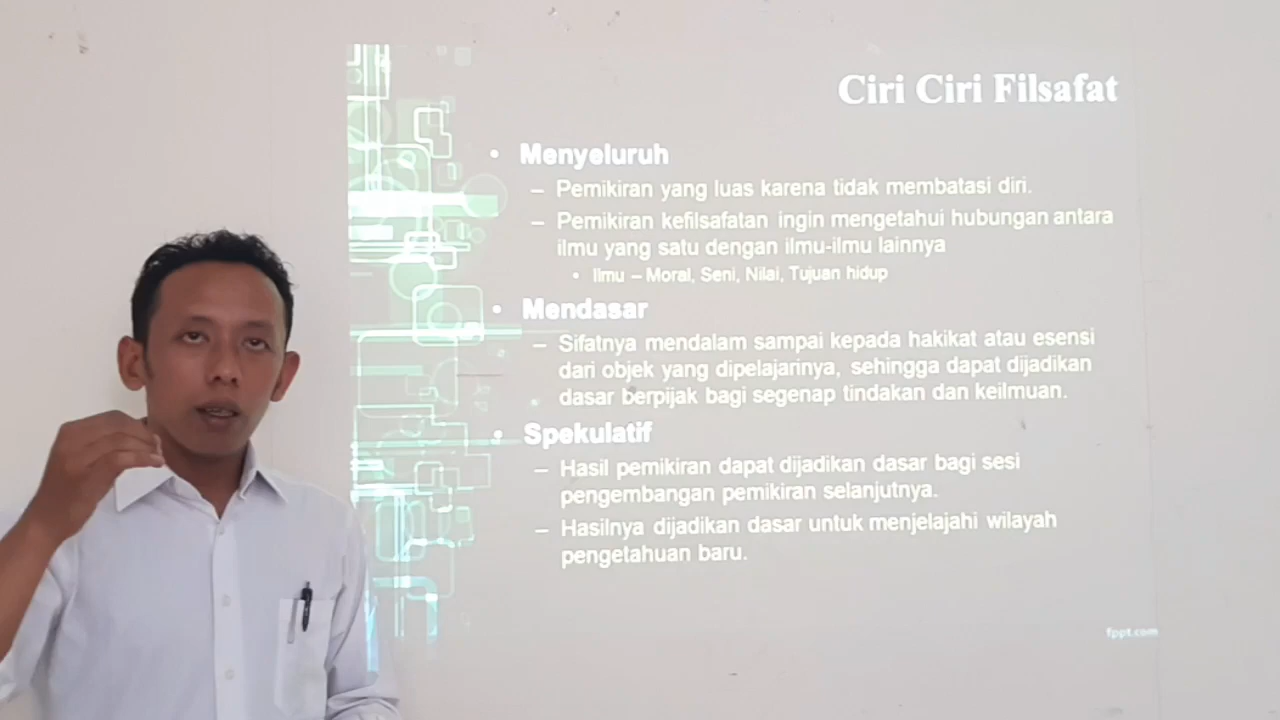 Ciri Ciri Filsafat
• Menyeluruh
– Pemikiran yang luas karena tidak membatasi diri.
– Pemikiran kefilsafatan ingin mengetahui hubungan antara
ilmu yang satu dengan ilmu-ilmu lainnya
• Ilmu – Moral, Seni, Nilai, Tujuan hidup
• Mendasar
– Sifatnya mendalam sampai kepada hakikat atau esensi
dari objek yang dipelajarinya, sehingga dapat dijadikan
dasar berpijak bagi segenap tindakan dan keilmuan.
• Spekulatif
– Hasil pemikiran dapat dijadikan dasar bagi sesi
pengembangan pemikiran selanjutnya.
– Hasilnya dijadikan dasar untuk menjelajahi wilayah
pengetahuan baru.
fppt.com